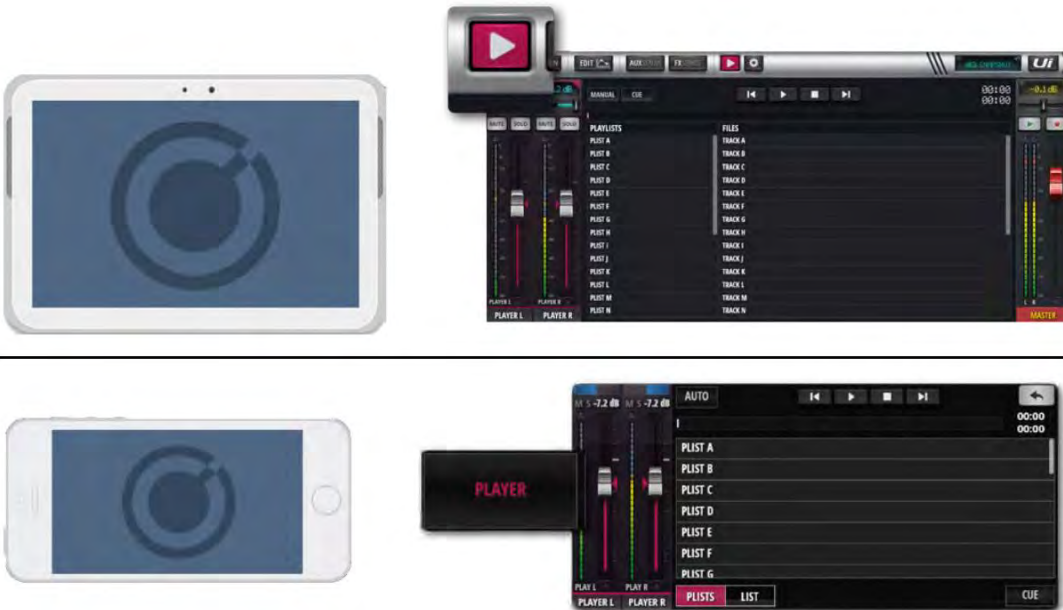 EDIT AUX FX Ui
2 dB MANUAL CUE 00:00 -0.1 dB
00:00
MUTE SOLO MUTE SOLO
PLAYLISTS FILES
PLIST A TRACK A
PLIST B TRACK B
PLIST C TRACK C
PLIST D TRACK D
PLIST E TRACK E
PLIST F TRACK F
PLIST G TRACK G
PLIST H TRACK H
PLIST I TRACK I
PLIST J TRACK J
PLIST K TRACK K
PLIST L TRACK L
PLIST M TRACK M
PLIST N TRACK N
PLAYER L PLAYER R L R
PLAYER L PLAYER R MASTER
M S -7.2 dB M S -7.2 dB AUTO
00:00
00:00
PLIST A
PLIST B
PLIST C
PLIST D
PLIST E
PLIST F
PLIST G
PLAYER
PLAY L PLAY R
PLAYER L PLAYER R PLISTS LIST CUE